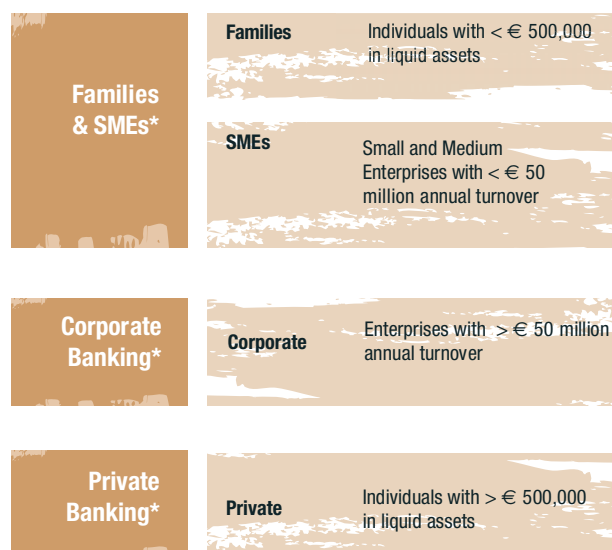 Families
& SMEs*
Families
Individuals with < € 500,000
in liquid assets
SMEs
Small and Medium
Enterprises with < € 50
million annual turnover
Corporate
Banking*
Corporate
Enterprises with > € 50 million
annual turnover
Private
Banking*
Private
Individuals with > € 500,000
in liquid assets